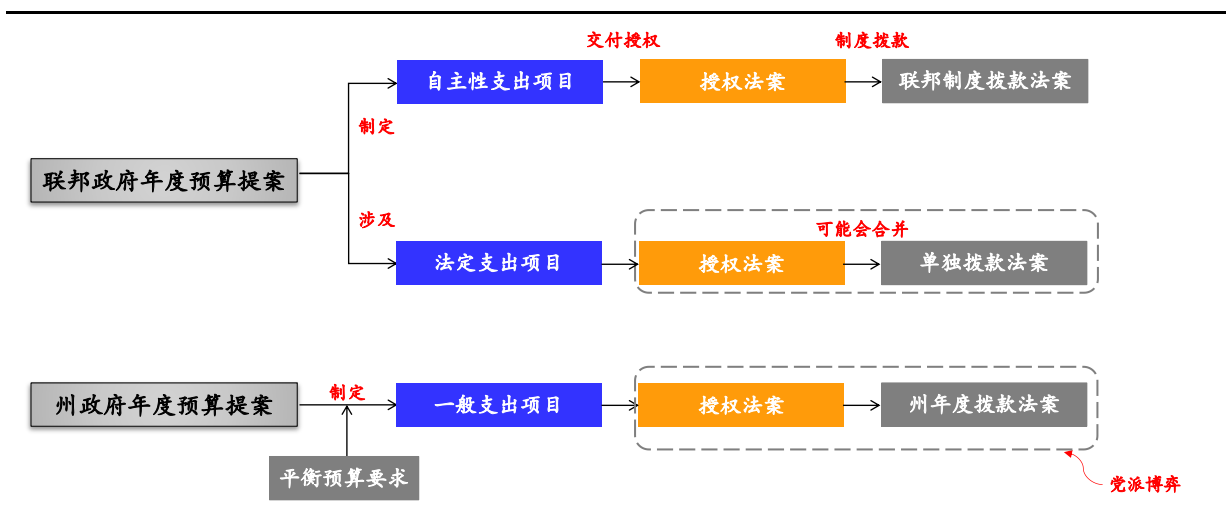 交付授权
制度拨款
自主性支出项目
授权法案
联邦制度拨款法案
制定
联邦政府年度预算提案
涉及
可能会合并
法定支出项目
授权法案
单独拨款法案
制定
州政府年度预算提案
一般支出项目
授权法案
州年度拨款法案
平衡预算要求
党派博弈